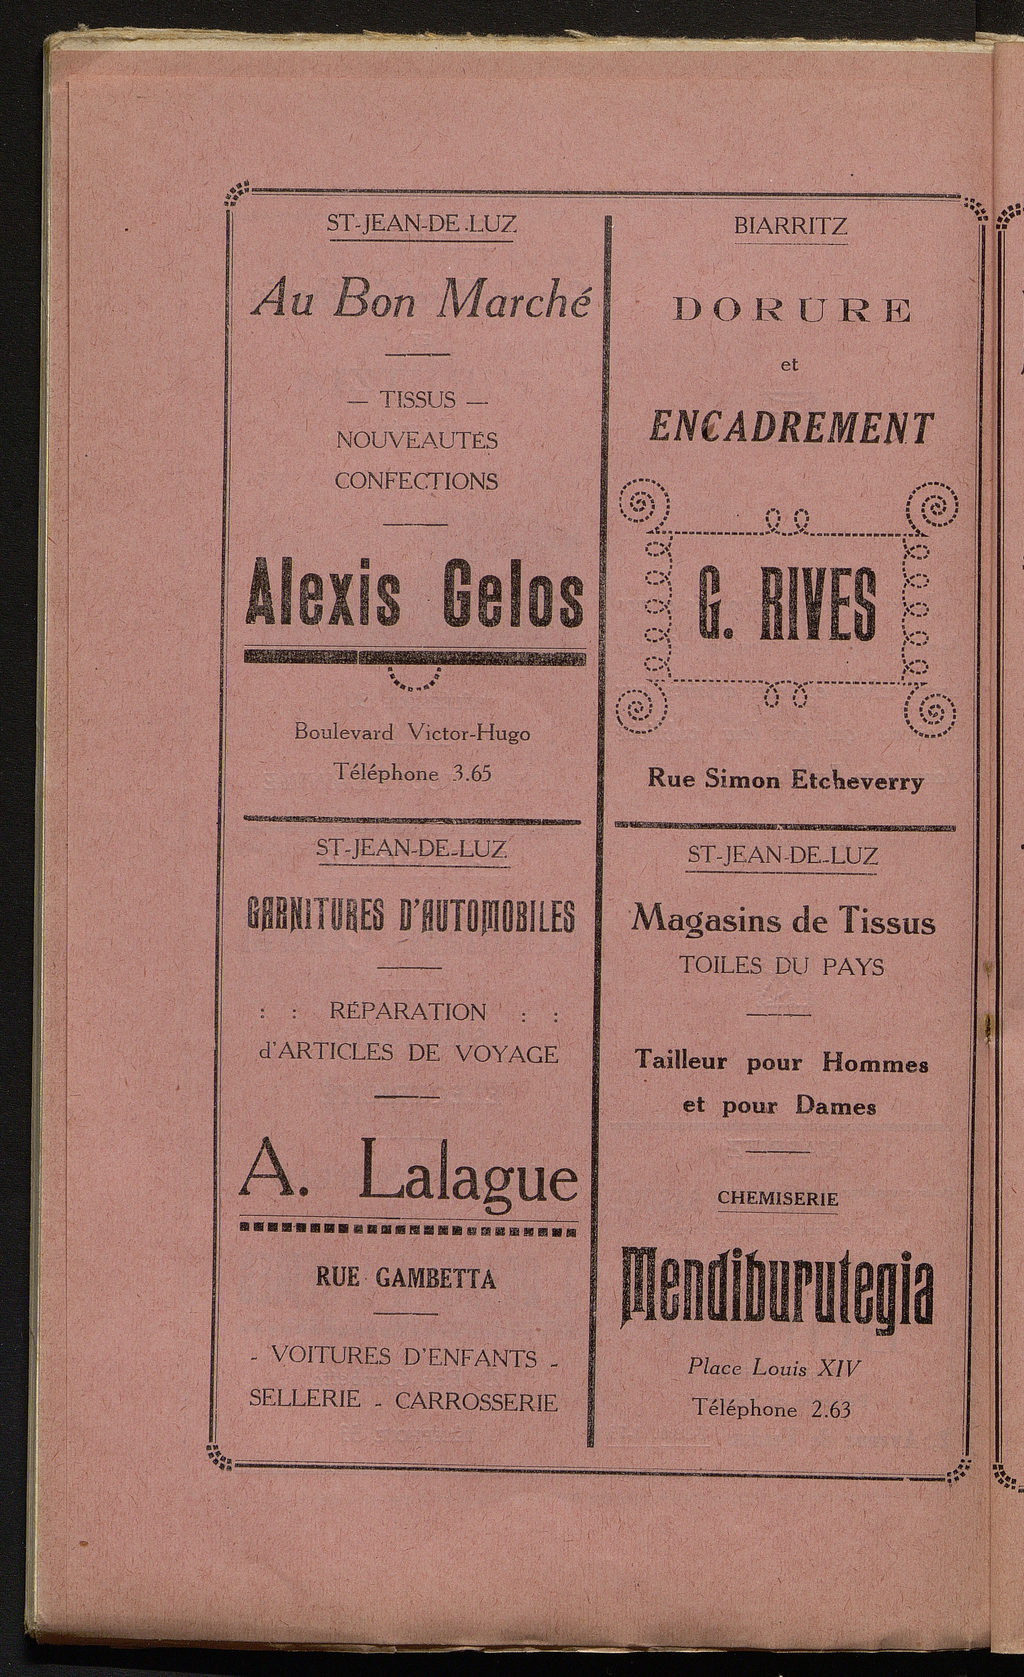 ST-JEAN-DE-LUZ
Au Bon Marché
— TISSUS —
NOUVEAUTÉS
CONFECTIONS
Alexis Gelos
Boulevard Victor-Hugo
Téléphone 3.65
ST-JEAN-DE-LUZ
GARNITURES D'AUTOMOBILES
: : RÉPARATION : :
d'ARTICLES DE VOYAGE
A. Lalague
RUE GAMBETTA
- VOITURES D'ENFANTS -
SELLERIE - CARROSSERIE
BIARRITZ
DORURE
et
ENCADREMENT
G. RIVES
Rue Simon Etcheverry
ST-JEAN-DE-LUZ
Magasins de Tissus
TOILES DU PAYS
Tailleur pour Hommes
et pour Dames
CHEMISERIE
Mendiburutegia
Place Louis XIV
Téléphone 2.63